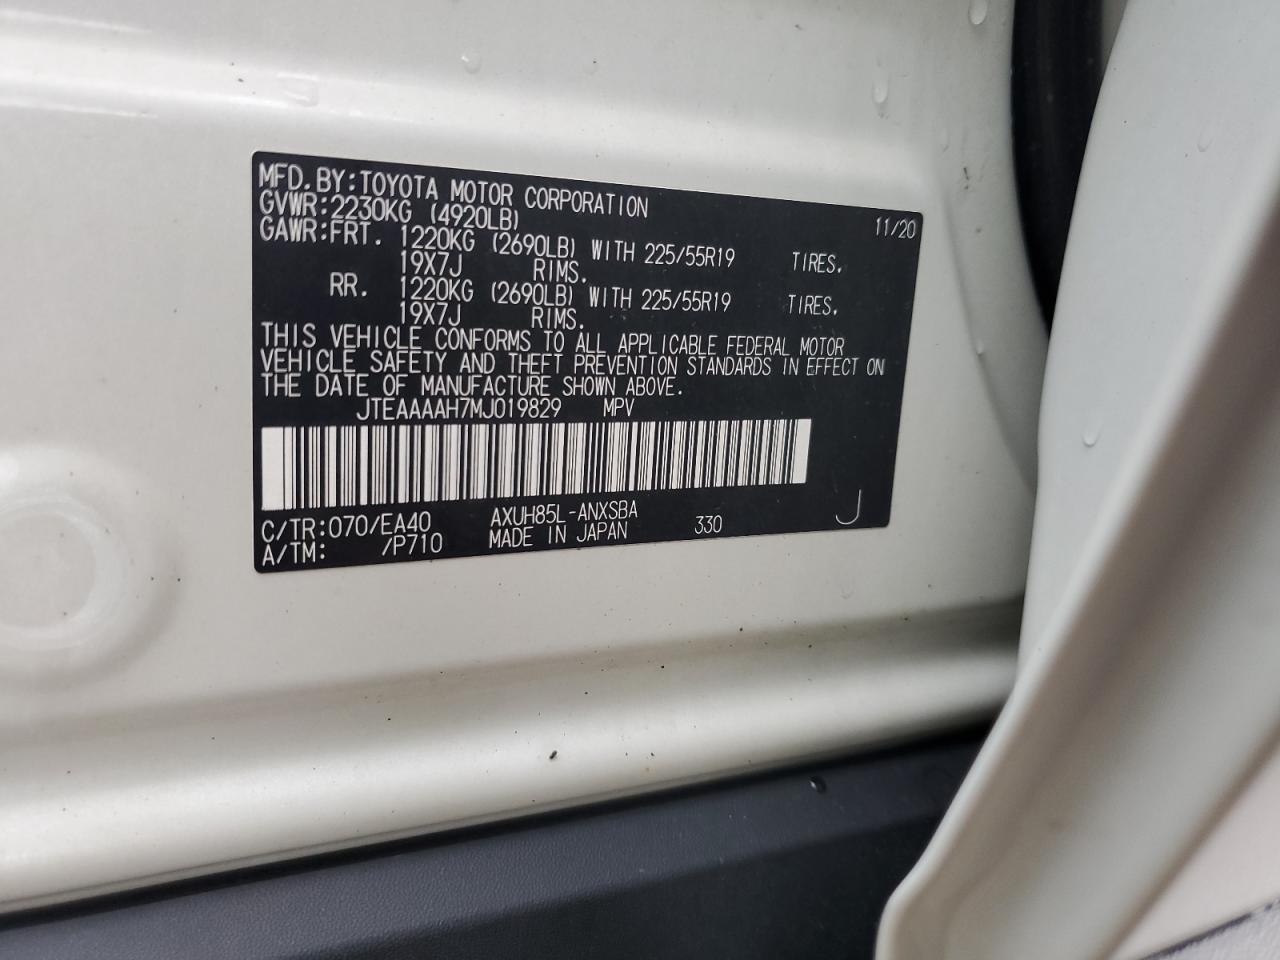 MFD.BY:TOYOTA MOTOR CORPORATION 11/20
GVWR:2230KG (4920LB)
GAWR:FRT. 1220KG (2690LB) WITH 225/55R19 TIRES.
19X7J RIMS.
RR. 1220KG (2690LB) WITH 225/55R19 TIRES.
19X7J RIMS.
THIS VEHICLE CONFORMS TO ALL APPLICABLE FEDERAL MOTOR
VEHICLE SAFETY AND THEFT PREVENTION STANDARDS IN EFFECT ON
THE DATE OF MANUFACTURE SHOWN ABOVE.
JTEAAAAH7MJ019829 MPV
C/TR:070/EA40 AXUH85L-ANXSBA 330 J
A/TM: /P710 MADE IN JAPAN